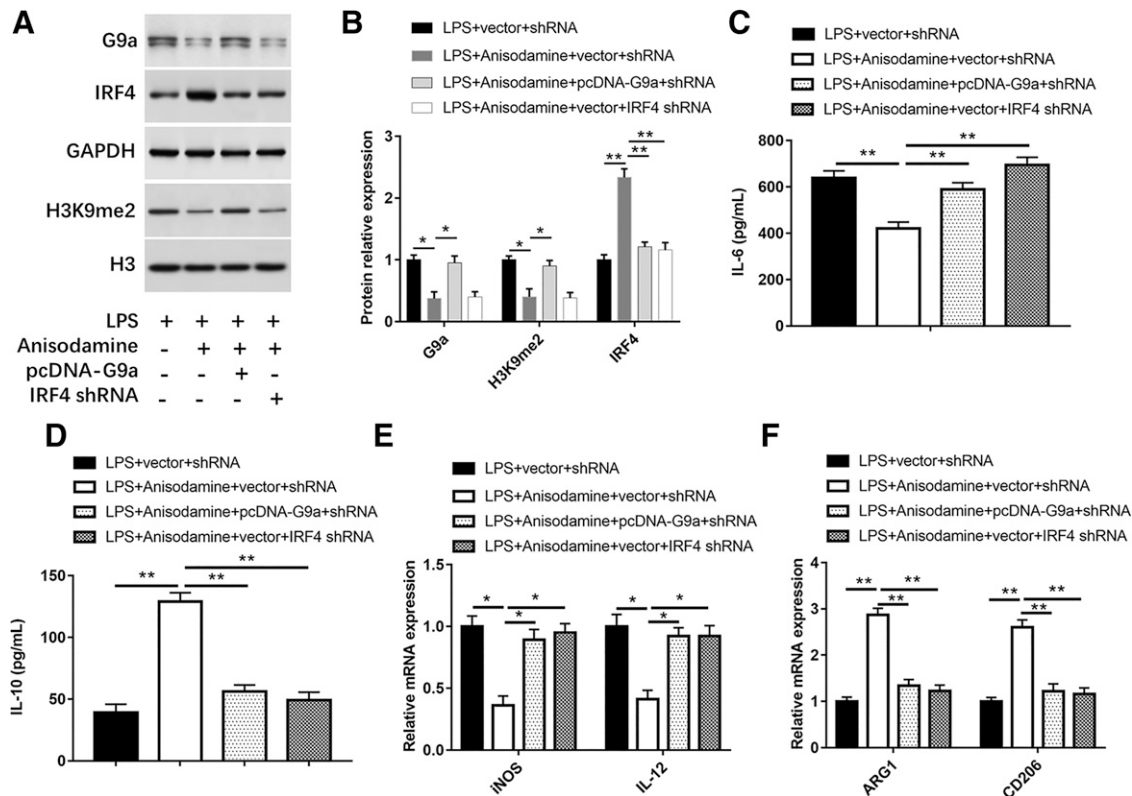 A
G9a
IRF4
GAPDH
H3K9me2
H3
LPS + + + +
Anisodamine - + + +
pcDNA-G9a - - + -
IRF4 shRNA - - - +
B
LPS+vector+shRNA
LPS+Anisodamine+vector+shRNA
LPS+Anisodamine+pcDNA-G9a+shRNA
LPS+Anisodamine+vector+IRF4 shRNA
Protein relative expression
3
2
1
0
* *
* *
**
** **
G9a
H3K9me2
IRF4
C
LPS+vector+shRNA
LPS+Anisodamine+vector+shRNA
LPS+Anisodamine+pcDNA-G9a+shRNA
LPS+Anisodamine+vector+IRF4 shRNA
IL-6 (pg/mL)
800
600
400
200
0
**
** **
D
LPS+vector+shRNA
LPS+Anisodamine+vector+shRNA
LPS+Anisodamine+pcDNA-G9a+shRNA
LPS+Anisodamine+vector+IRF4 shRNA
IL-10 (pg/mL)
150
100
50
0
**
** **
E
LPS+vector+shRNA
LPS+Anisodamine+vector+shRNA
LPS+Anisodamine+pcDNA-G9a+shRNA
LPS+Anisodamine+vector+IRF4 shRNA
Relative mRNA expression
1.5
1.0
0.5
0.0
* *
*
* *
*
iNOS
IL-12
F
LPS+vector+shRNA
LPS+Anisodamine+vector+shRNA
LPS+Anisodamine+pcDNA-G9a+shRNA
LPS+Anisodamine+vector+IRF4 shRNA
Relative mRNA expression
4
3
2
1
0
** **
**
** **
**
ARG1
CD206